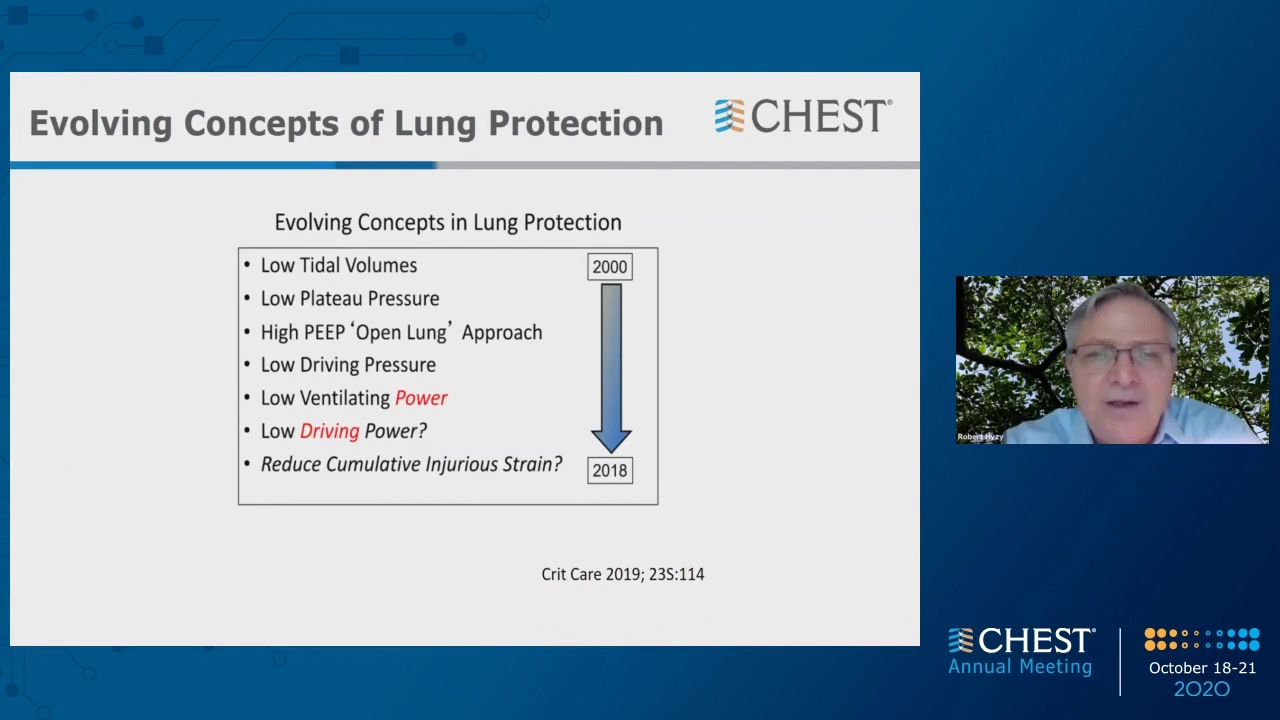 Evolving Concepts of Lung Protection
CHEST®
Evolving Concepts in Lung Protection
• Low Tidal Volumes
• Low Plateau Pressure
• High PEEP ‘Open Lung’ Approach
• Low Driving Pressure
• Low Ventilating Power
• Low Driving Power?
• Reduce Cumulative Injurious Strain?
2000
2018
Crit Care 2019; 23S:114
Robert Hyzy
CHEST®
Annual Meeting
October 18-21
2020